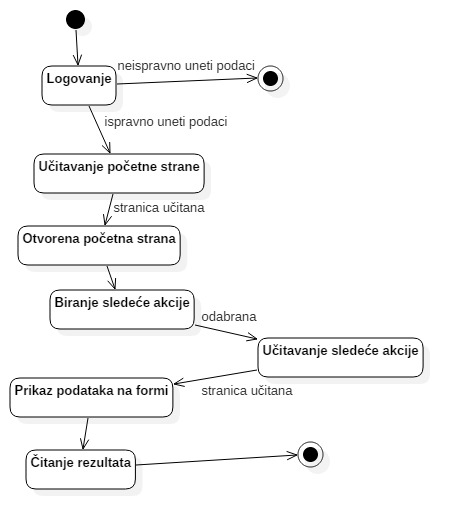 neispravno uneti podaci
Logovanje
ispravno uneti podaci
Učitavanje početne strane
stranica učitana
Otvorena početna strana
Biranje sledeće akcije
odabrana
Učitavanje sledeće akcije
Prikaz podataka na formi
stranica učitana
Čitanje rezultata